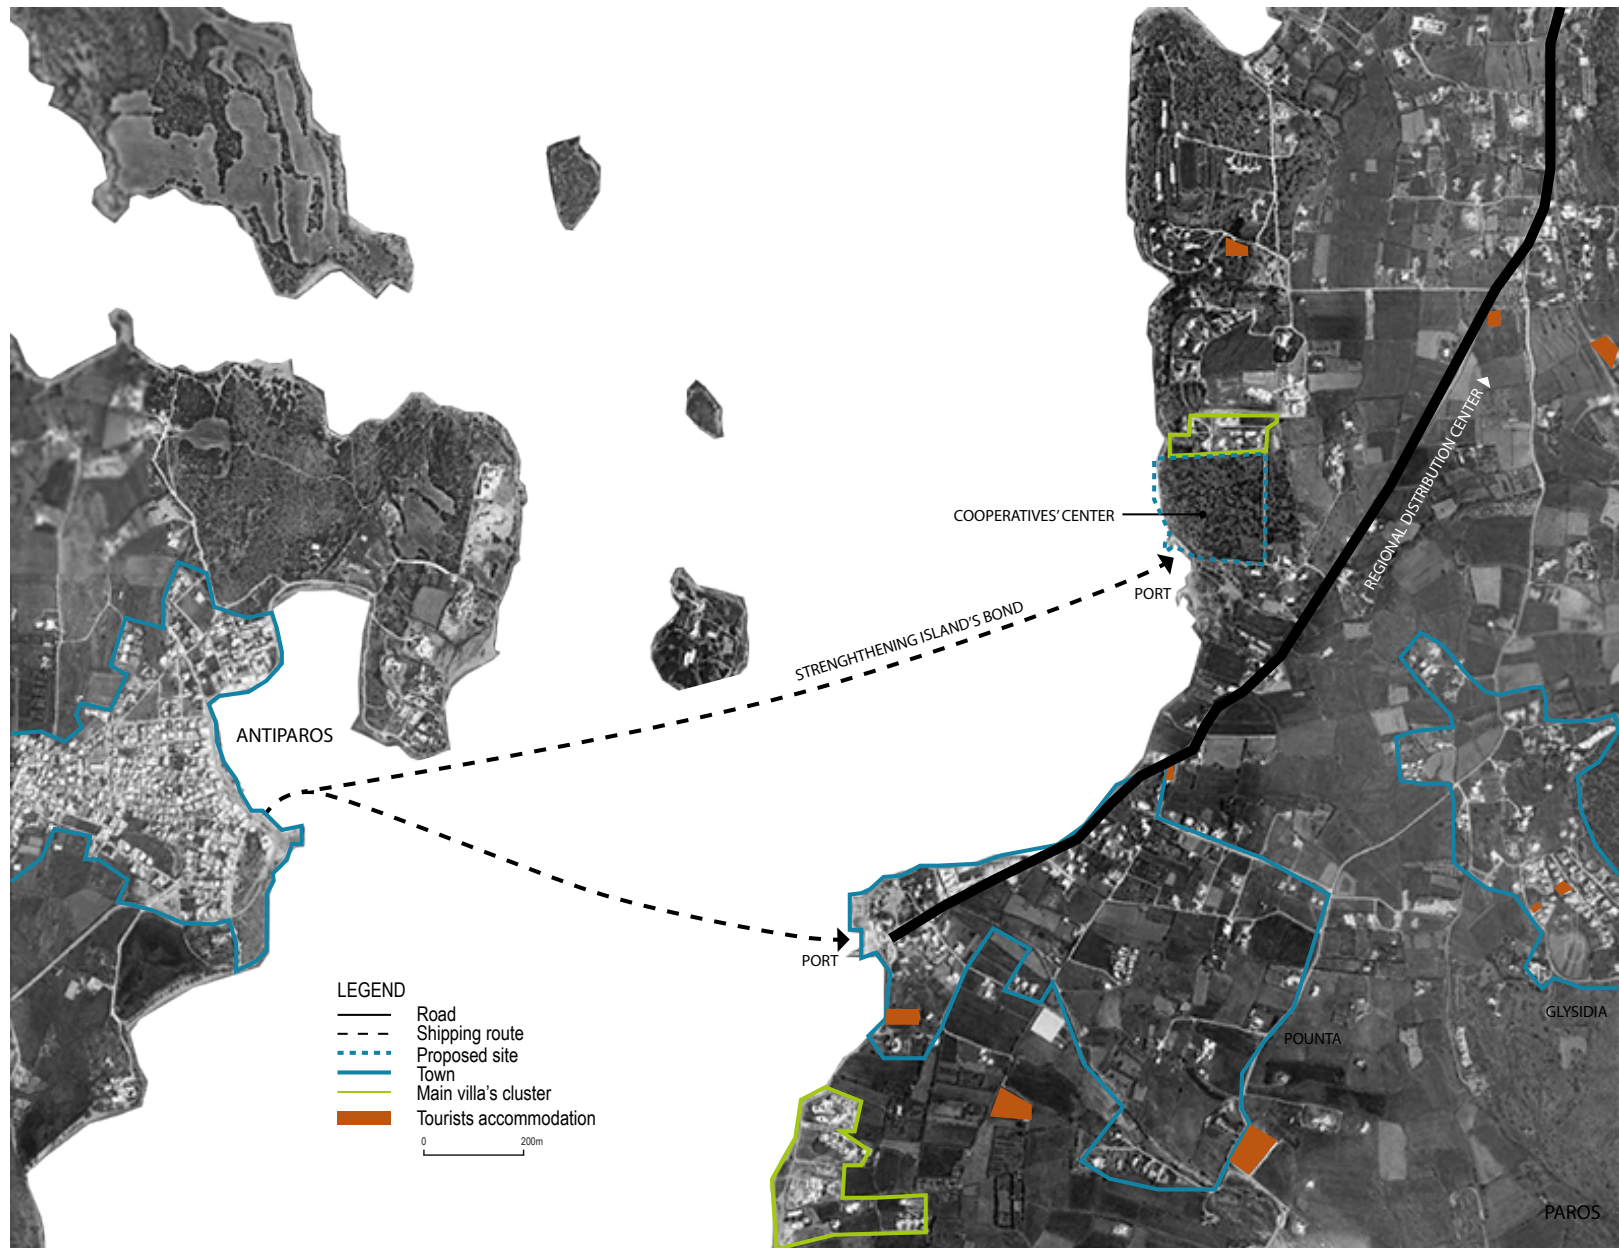 REGIONAL DISTRIBUTION CENTER
COOPERATIVES' CENTER
PORT
STRENGHTHENING ISLAND'S BOND
ANTIPAROS
PORT
LEGEND
Road
Shipping route
Proposed site
Town
Main villa's cluster
Tourists accommodation
0 200m
GLYSIDIA
POUNTA
PAROS